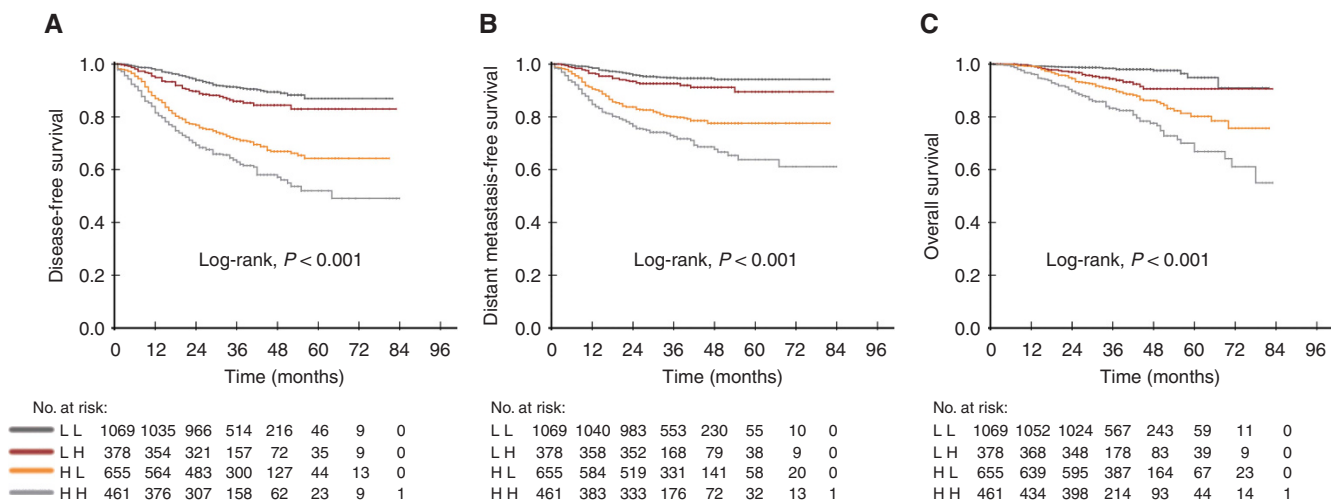 A
B
C
Disease-free survival
1.0
0.8
0.6
0.4
0.2
0.0
Log-rank, P < 0.001
0 12 24 36 48 60 72 84 96
Time (months)
Distant metastasis-free survival
1.0
0.8
0.6
0.4
0.2
0.0
Log-rank, P < 0.001
0 12 24 36 48 60 72 84 96
Time (months)
Overall survival
1.0
0.8
0.6
0.4
0.2
0.0
Log-rank, P < 0.001
0 12 24 36 48 60 72 84 96
Time (months)
No. at risk:
L L 1069 1035 966 514 216 46 9 0
L H 378 354 321 157 72 35 9 0
H L 655 564 483 300 127 44 13 0
H H 461 376 307 158 62 23 9 1
No. at risk:
L L 1069 1040 983 553 230 55 10 0
L H 378 358 352 168 79 38 9 0
H L 655 584 519 331 141 58 20 0
H H 461 383 333 176 72 32 13 1
No. at risk:
L L 1069 1052 1024 567 243 59 11 0
L H 378 368 348 178 83 39 9 0
H L 655 639 595 387 164 67 23 0
H H 461 434 398 214 93 44 14 1